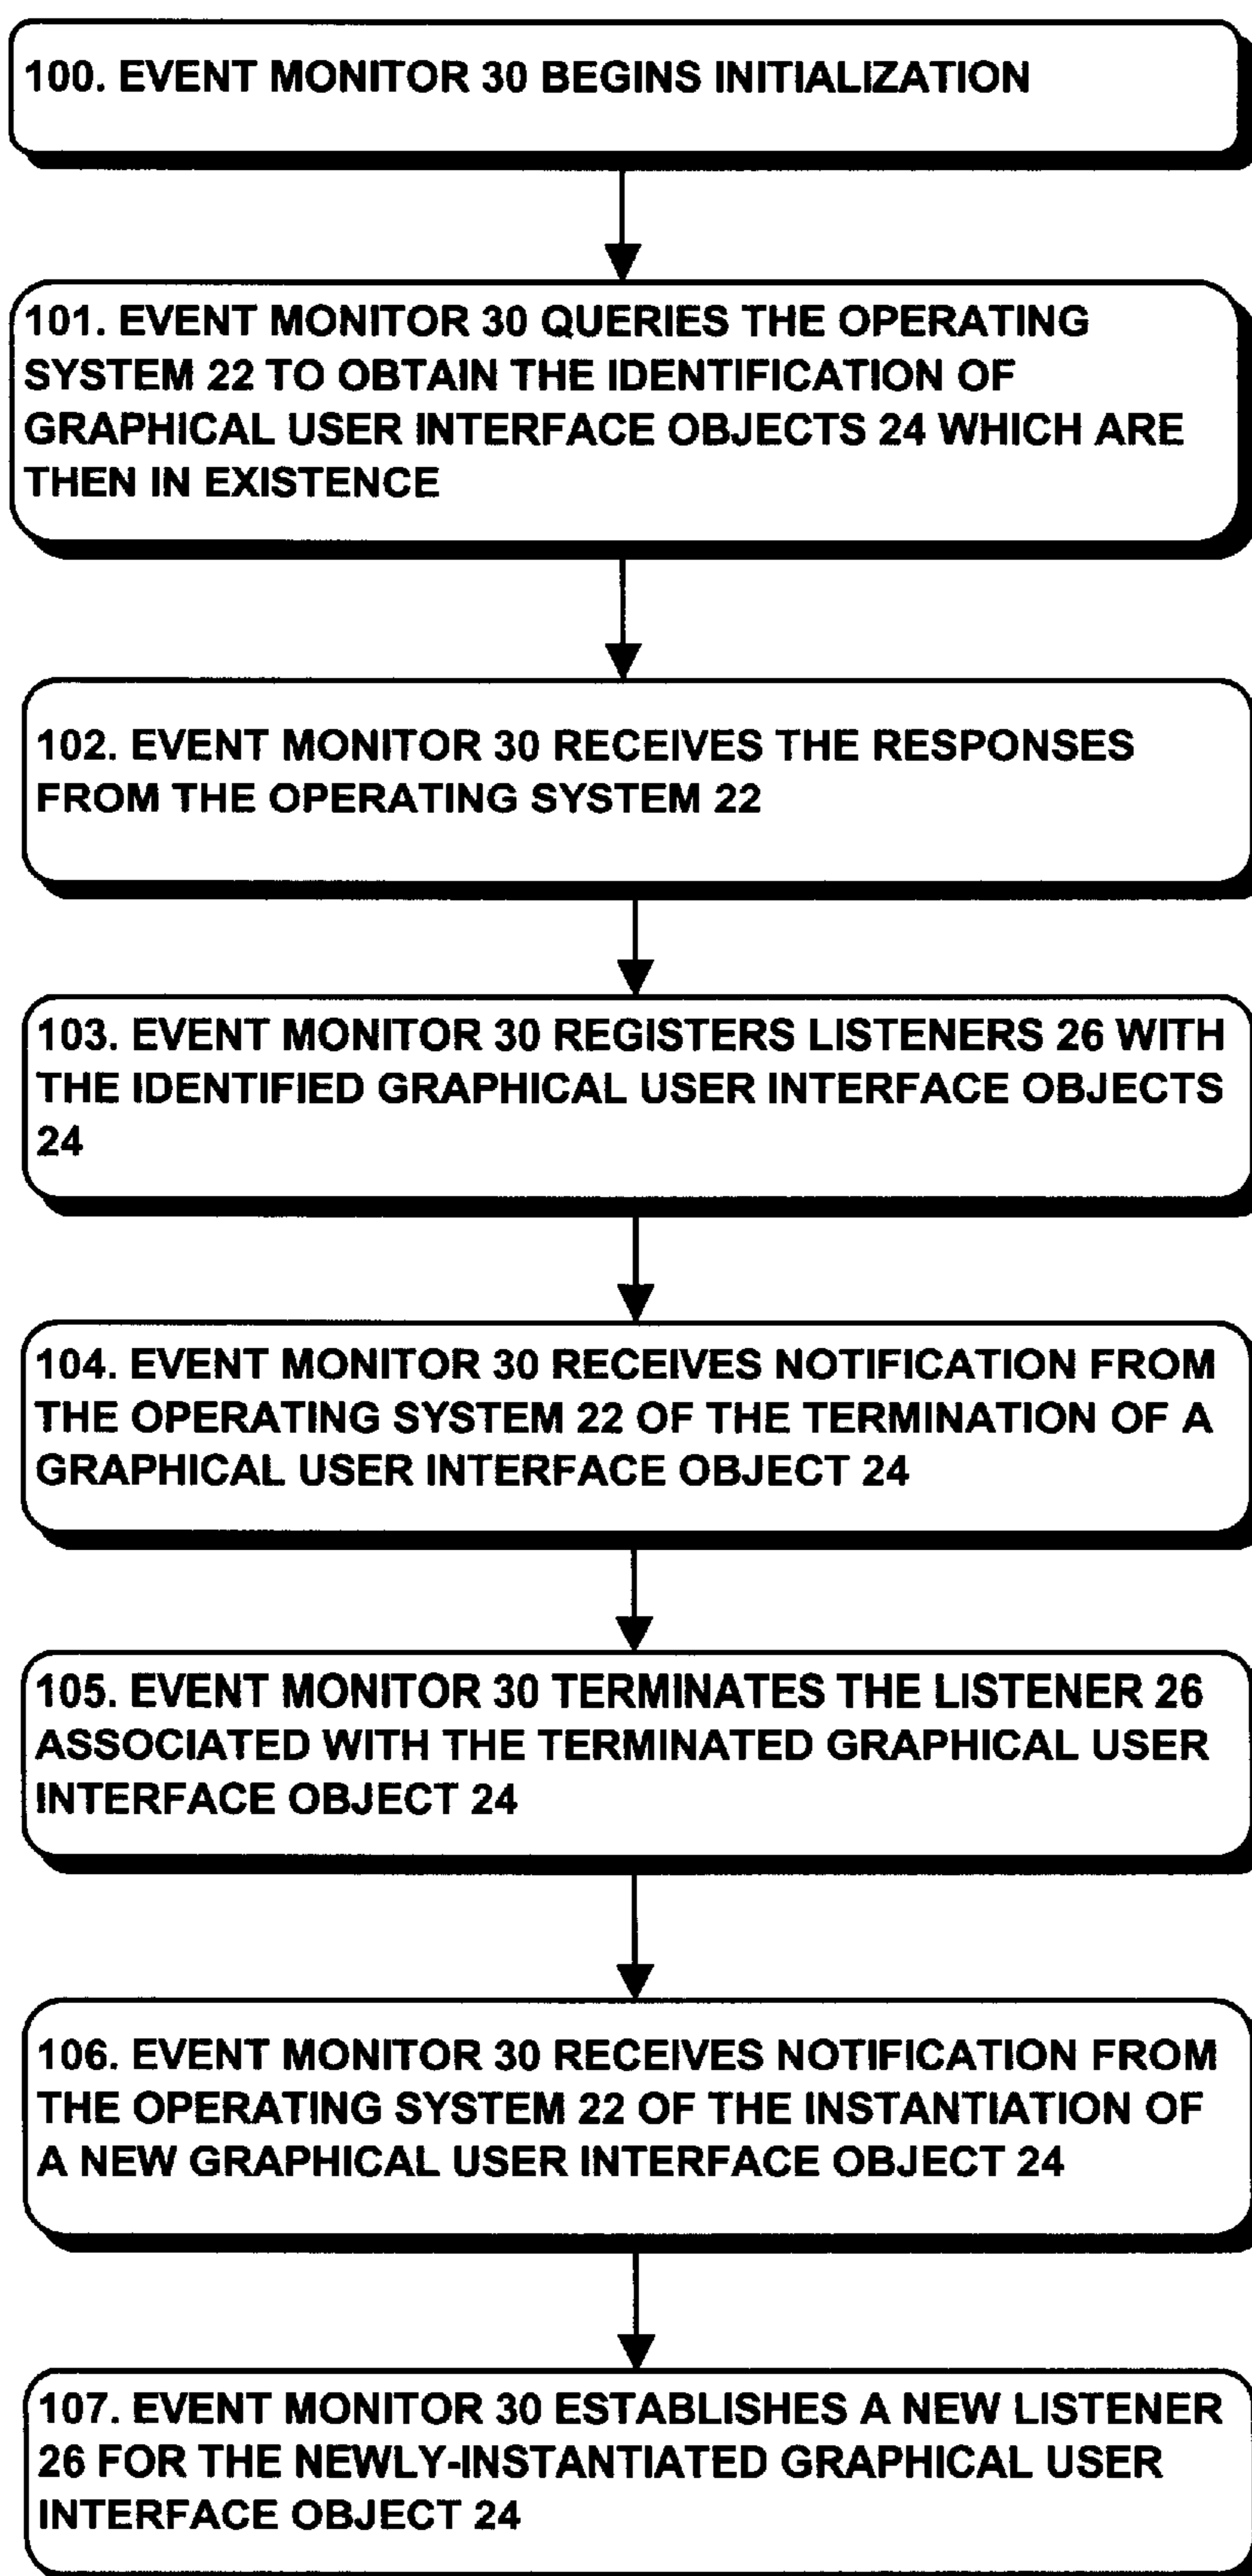 100. EVENT MONITOR 30 BEGINS INITIALIZATION
101. EVENT MONITOR 30 QUERIES THE OPERATING
SYSTEM 22 TO OBTAIN THE IDENTIFICATION OF
GRAPHICAL USER INTERFACE OBJECTS 24 WHICH ARE
THEN IN EXISTENCE
102. EVENT MONITOR 30 RECEIVES THE RESPONSES
FROM THE OPERATING SYSTEM 22
103. EVENT MONITOR 30 REGISTERS LISTENERS 26 WITH
THE IDENTIFIED GRAPHICAL USER INTERFACE OBJECTS
24
104. EVENT MONITOR 30 RECEIVES NOTIFICATION FROM
THE OPERATING SYSTEM 22 OF THE TERMINATION OF A
GRAPHICAL USER INTERFACE OBJECT 24
105. EVENT MONITOR 30 TERMINATES THE LISTENER 26
ASSOCIATED WITH THE TERMINATED GRAPHICAL USER
INTERFACE OBJECT 24
106. EVENT MONITOR 30 RECEIVES NOTIFICATION FROM
THE OPERATING SYSTEM 22 OF THE INSTANTIATION OF
A NEW GRAPHICAL USER INTERFACE OBJECT 24
107. EVENT MONITOR 30 ESTABLISHES A NEW LISTENER
26 FOR THE NEWLY-INSTANTIATED GRAPHICAL USER
INTERFACE OBJECT 24